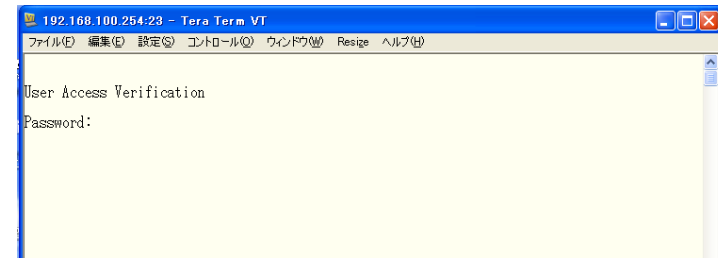 192.168.100.254:23 - Tera Term VT
ファイル(F) 編集(E) 設定(S) コントロール(O) ウィンドウ(W) Resize ヘルプ(H)
User Access Verification
Password: